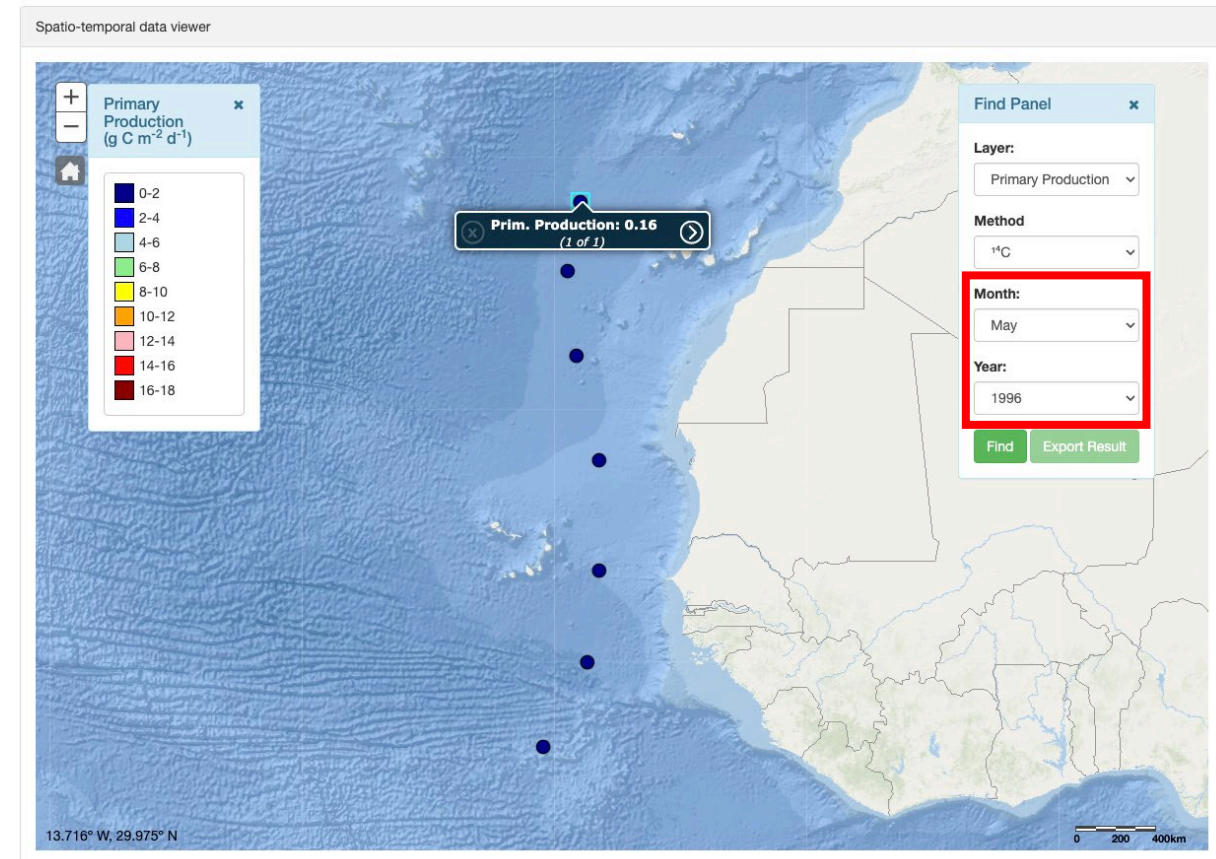 Spatio-temporal data viewer
+
−
Primary
Production
(g C m⁻² d⁻¹)
×
0-2
2-4
4-6
6-8
8-10
10-12
12-14
14-16
16-18
Prim. Production: 0.16
(1 of 1)
Find Panel
×
Layer:
Primary Production
Method
¹⁴C
Month:
May
Year:
1996
Find
Export Result
13.716° W, 29.975° N
0 200 400km